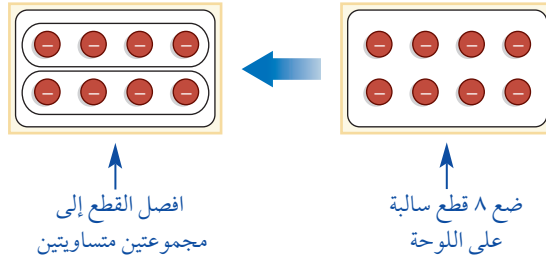 ضع ٨ قطع سالبة
على اللوحة
افصل القطع إلى
مجموعتين متساويتين
− − − −
− − − −
− − − −
− − − −